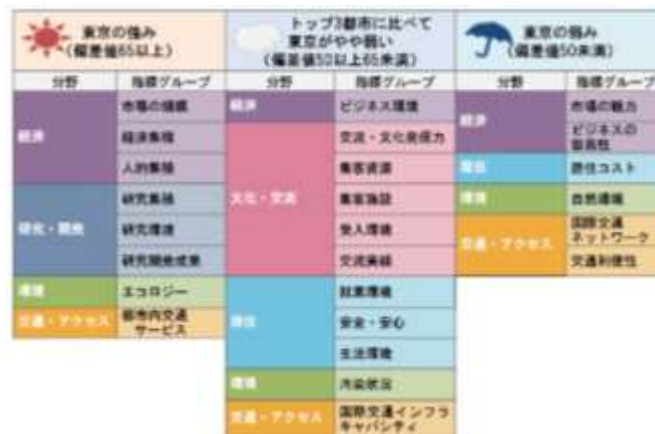 東京の強み
(偏差値65以上)
分野 指標グループ
経済
市場の規模
経済集積
人的集積
研究・開発
研究集積
研究環境
研究開発成果
環境
エコロジー
交通・アクセス
都市内交通
サービス
トップ3都市に比べて
東京がやや弱い
(偏差値50以上65未満)
分野 指標グループ
経済
ビジネス環境
文化・交流
交流・文化発信力
集客資源
集客施設
受入環境
交流実績
居住
就業環境
安全・安心
生活環境
環境
汚染状況
交通・アクセス
国際交通インフラ
キャパシティ
東京の弱み
(偏差値50未満)
分野 指標グループ
経済
市場の魅力
ビジネスの
容易性
居住
居住コスト
環境
自然環境
交通・アクセス
国際交通
ネットワーク
交通利便性